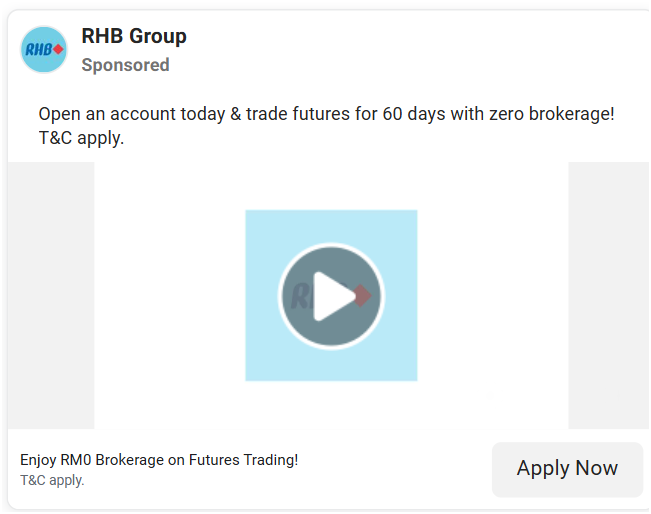 RHB
RHB Group
Sponsored
Open an account today & trade futures for 60 days with zero brokerage!
T&C apply.
RHB
Enjoy RM0 Brokerage on Futures Trading!
T&C apply.
Apply Now